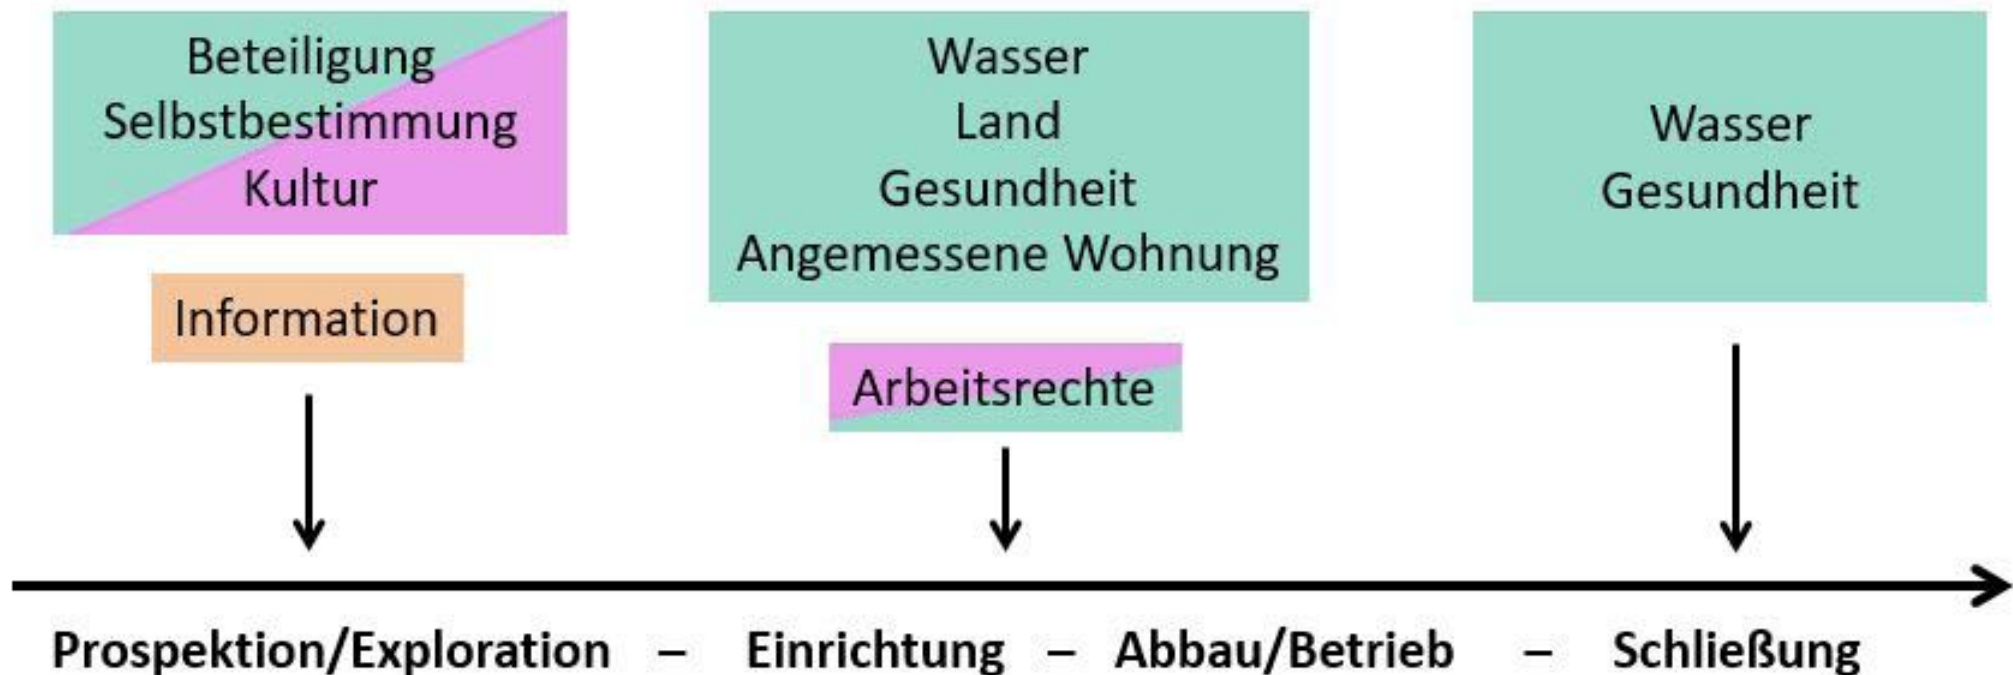 Beteiligung
Selbstbestimmung
Kultur
Information
Wasser
Land
Gesundheit
Angemessene Wohnung
Arbeitsrechte
Wasser
Gesundheit
Prospektion/Exploration – Einrichtung – Abbau/Betrieb – Schließung